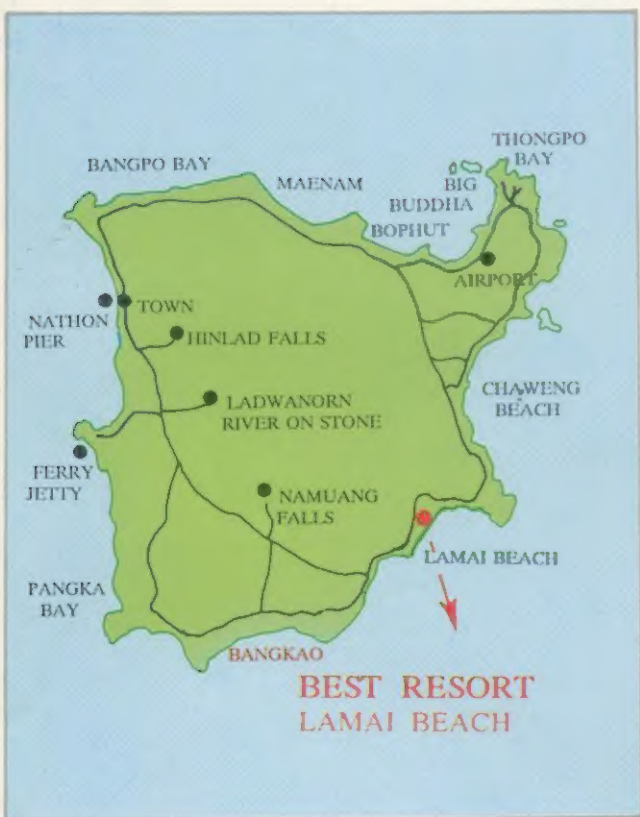 THONGPO
BAY
BANGPO BAY
MAENAM
BIG
BUDDHA
BOPHUT
AIRPORT
TOWN
NATHON
PIER
HINLAD FALLS
CHAWENG
BEACH
LADWANORN
RIVER ON STONE
FERRY
JETTY
NAMUANG
FALLS
LAMAI BEACH
PANGKA
BAY
BANGKAO
BEST RESORT
LAMAI BEACH